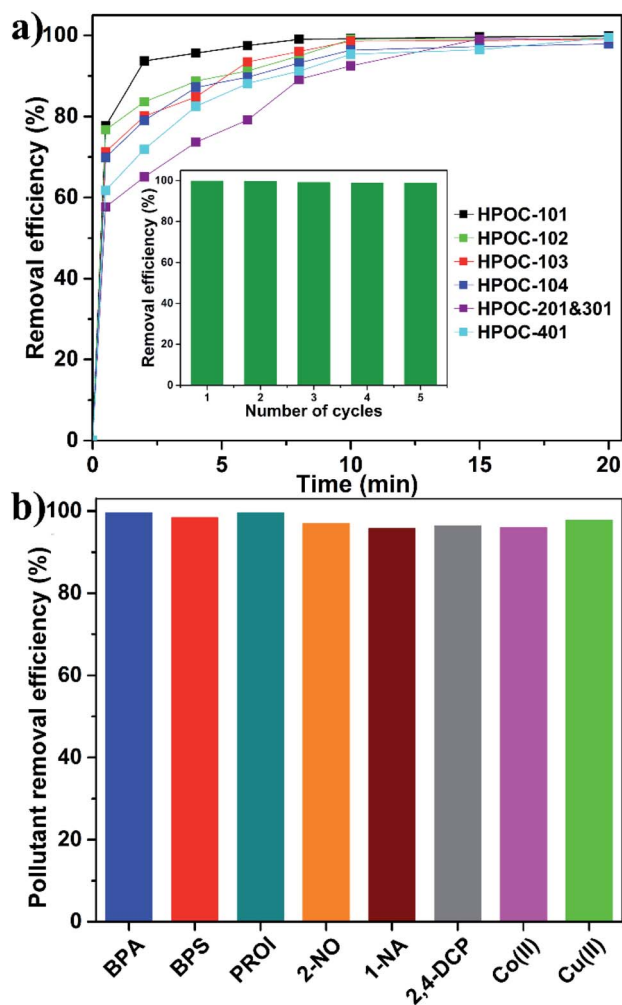 a)
Removal efficiency (%)
100
80
60
40
20
0
Removal efficiency (%)
100
80
60
40
20
0
1 2 3 4 5
Number of cycles
HPOC-101
HPOC-102
HPOC-103
HPOC-104
HPOC-201&301
HPOC-401
0 5 10 15 20
Time (min)
b)
Pollutant removal efficiency (%)
100
80
60
40
20
0
BPA BPS PROI 2-NO 1-NA 2,4-DCP Co(II) Cu(II)